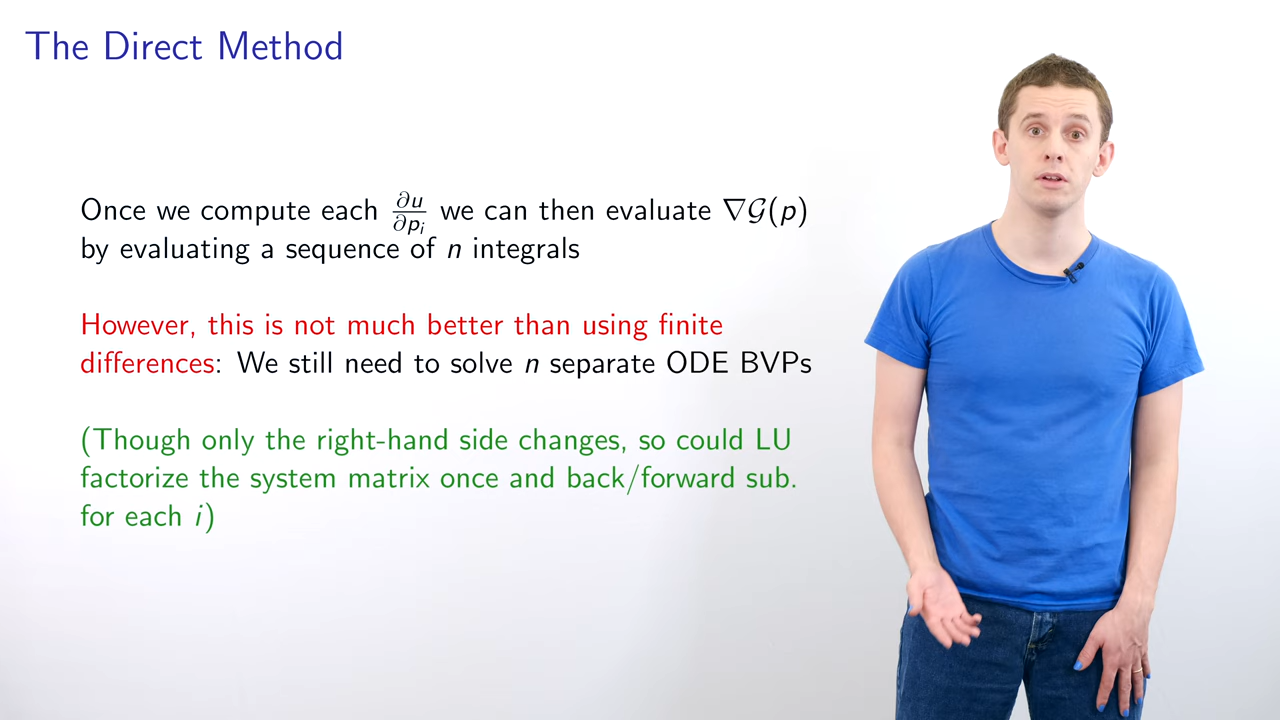 The Direct Method
Once we compute each ∂u/∂pᵢ we can then evaluate ∇𝒢(p)
by evaluating a sequence of n integrals
However, this is not much better than using finite
differences: We still need to solve n separate ODE BVPs
(Though only the right-hand side changes, so could LU
factorize the system matrix once and back/forward sub.
for each i)